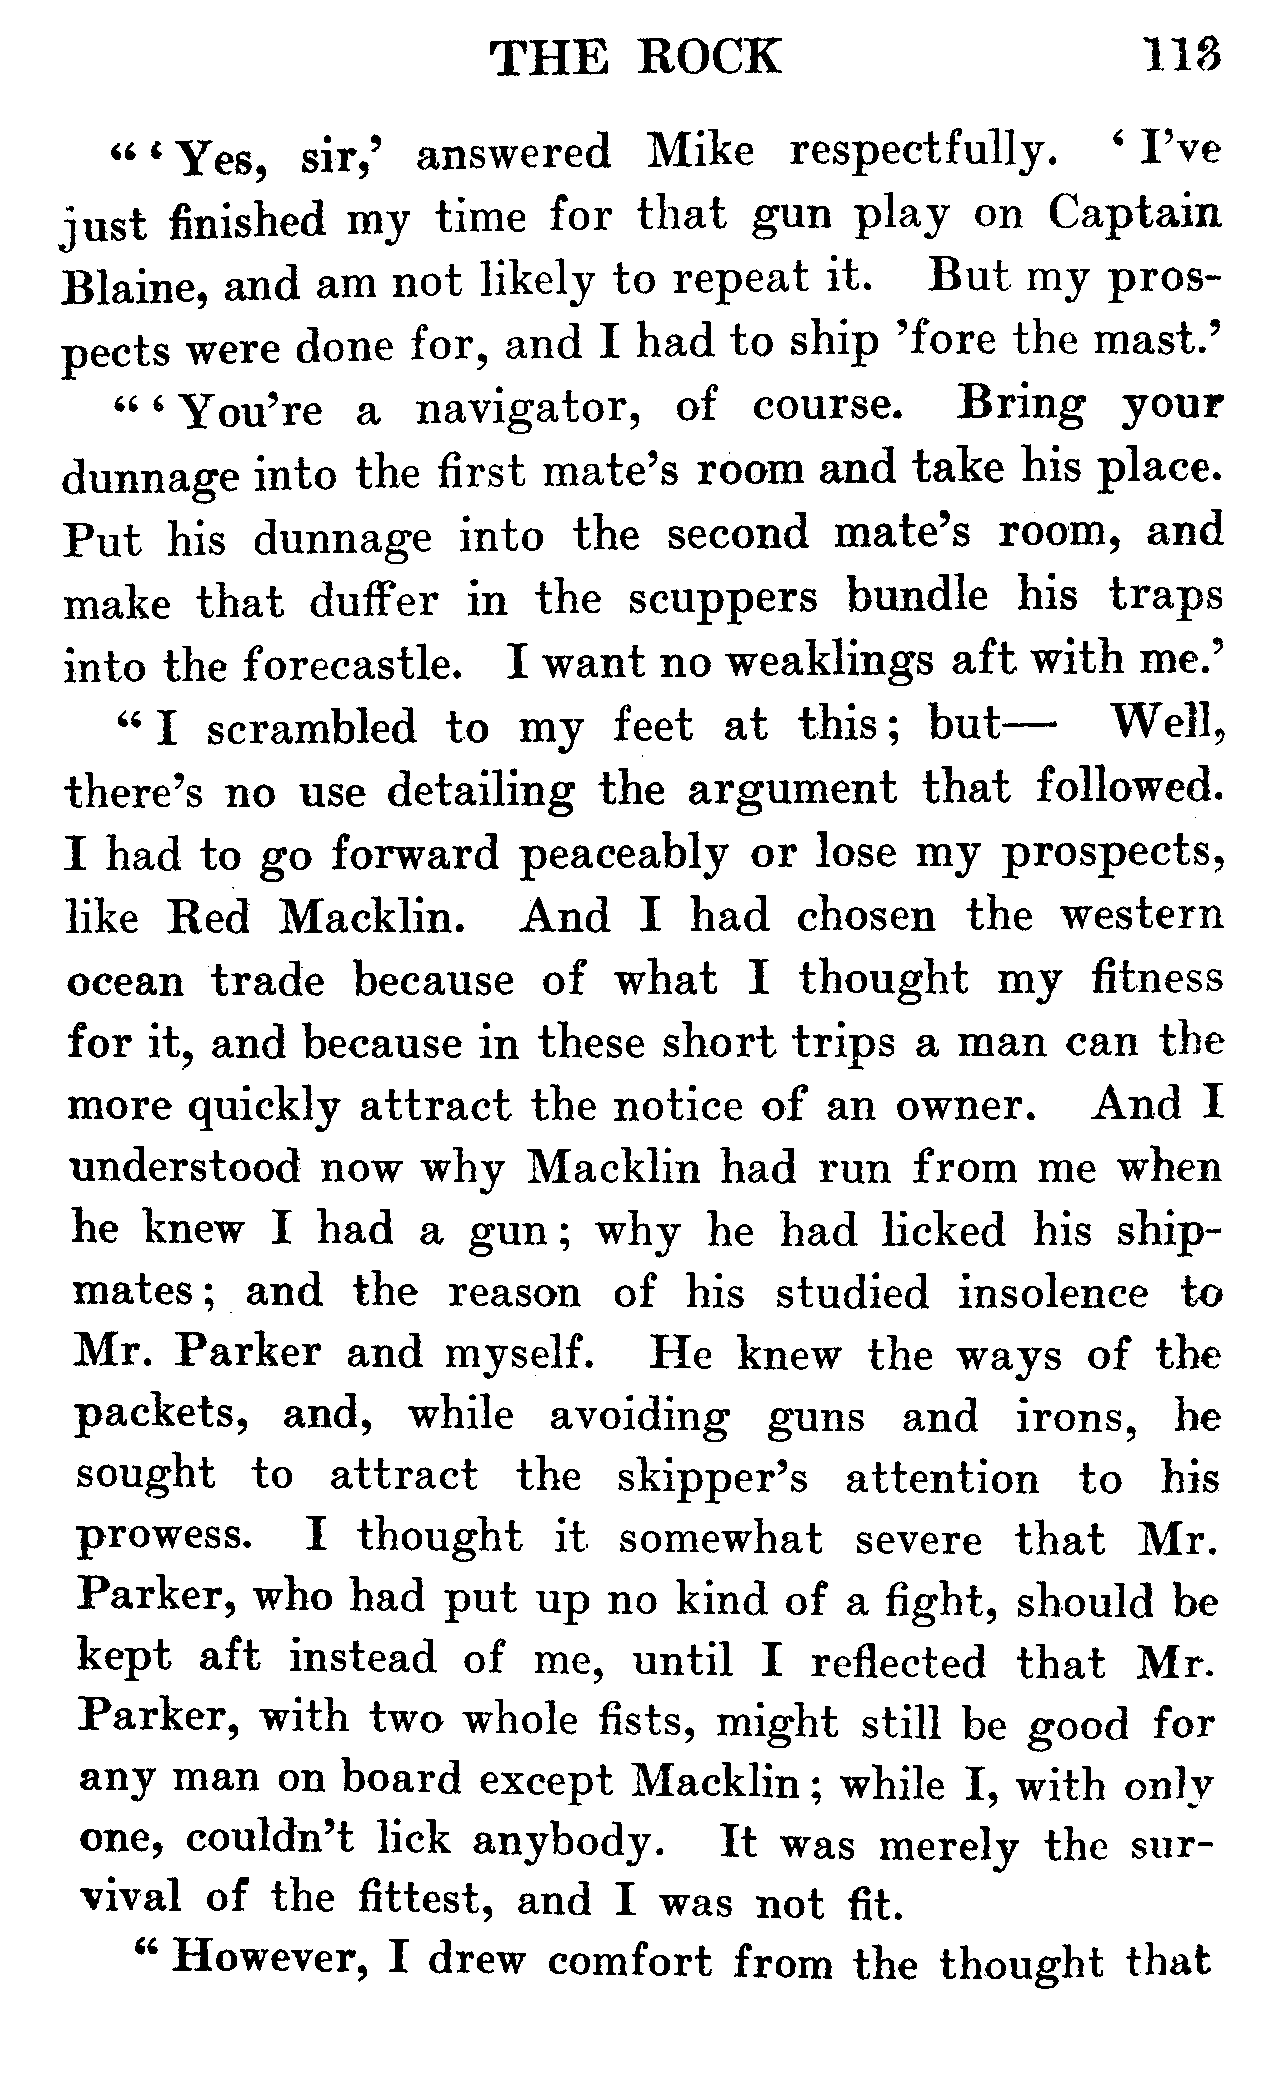 THE ROCK 113
“‘Yes, sir,’ answered Mike respectfully. ‘I’ve
just finished my time for that gun play on Captain
Blaine, and am not likely to repeat it. But my pros-
pects were done for, and I had to ship ’fore the mast.’
“‘You’re a navigator, of course. Bring your
dunnage into the first mate’s room and take his place.
Put his dunnage into the second mate’s room, and
make that duffer in the scuppers bundle his traps
into the forecastle. I want no weaklings aft with me.’
“I scrambled to my feet at this; but— Well,
there’s no use detailing the argument that followed.
I had to go forward peaceably or lose my prospects,
like Red Macklin. And I had chosen the western
ocean trade because of what I thought my fitness
for it, and because in these short trips a man can the
more quickly attract the notice of an owner. And I
understood now why Macklin had run from me when
he knew I had a gun; why he had licked his ship-
mates; and the reason of his studied insolence to
Mr. Parker and myself. He knew the ways of the
packets, and, while avoiding guns and irons, he
sought to attract the skipper’s attention to his
prowess. I thought it somewhat severe that Mr.
Parker, who had put up no kind of a fight, should be
kept aft instead of me, until I reflected that Mr.
Parker, with two whole fists, might still be good for
any man on board except Macklin; while I, with only
one, couldn’t lick anybody. It was merely the sur-
vival of the fittest, and I was not fit.
“However, I drew comfort from the thought that